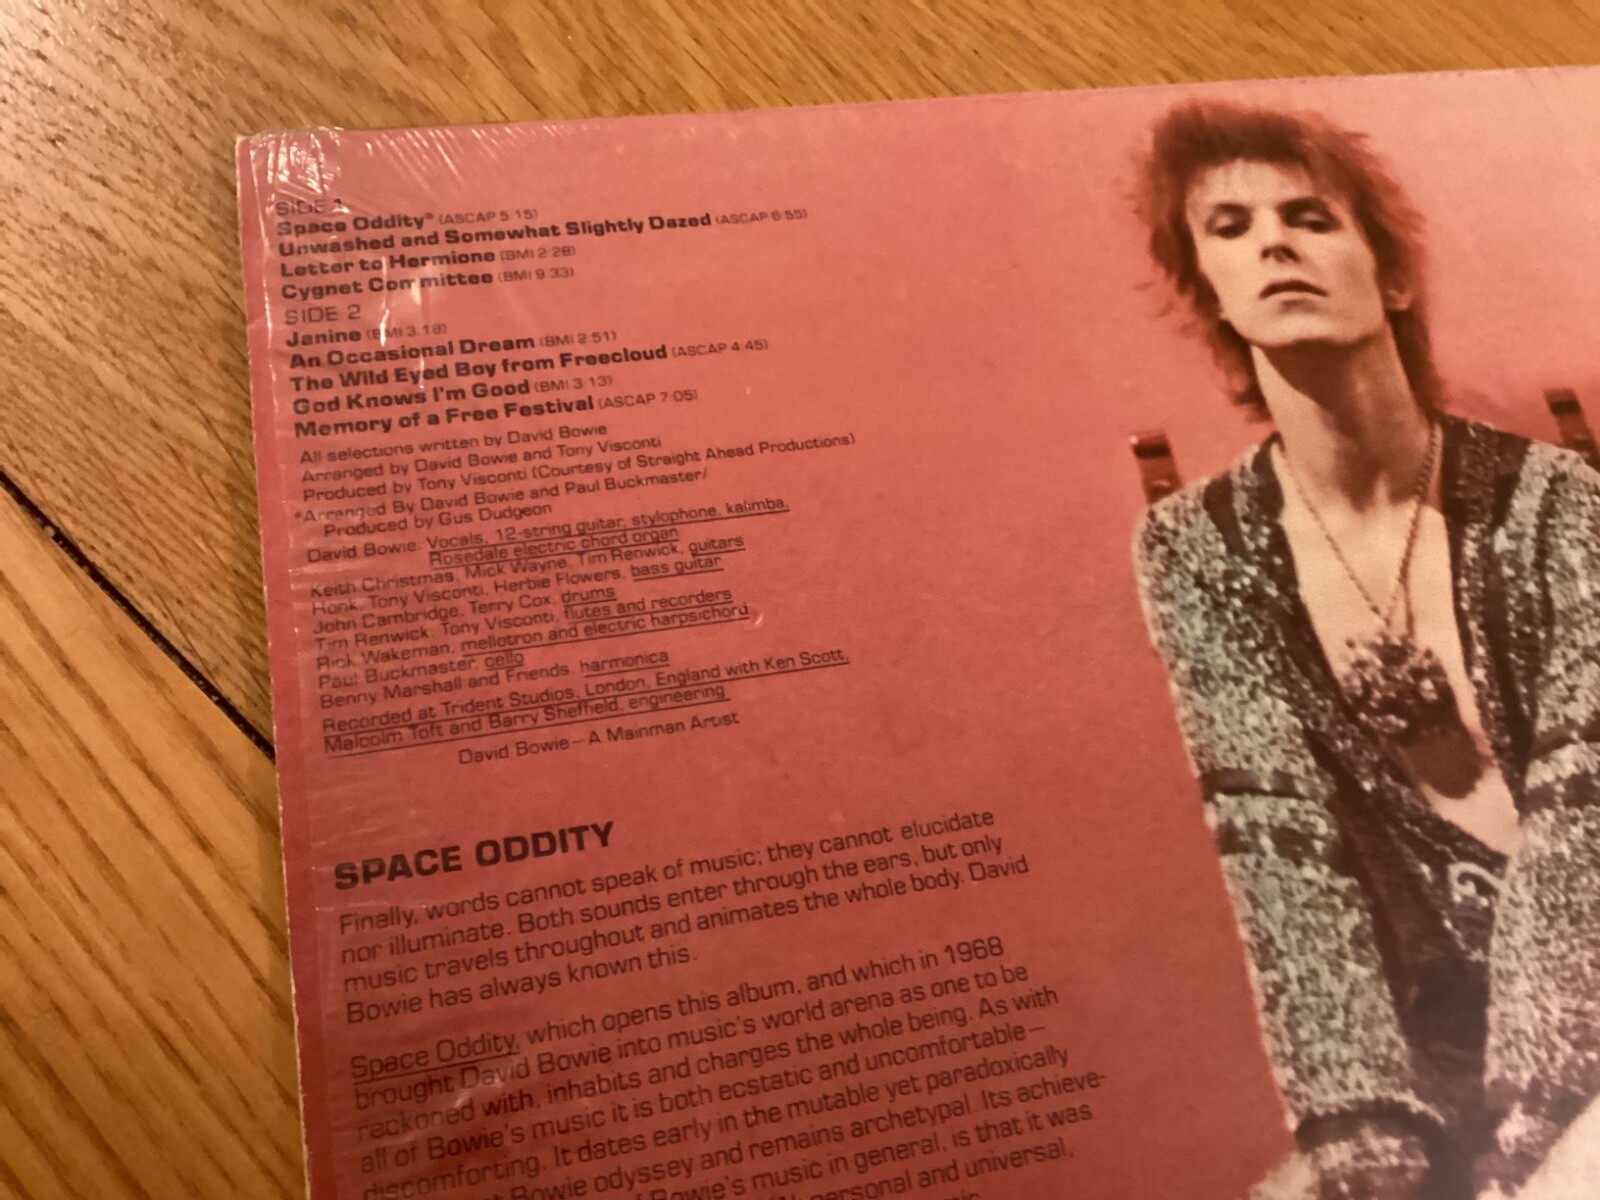 SIDE 1
Space Oddity* (ASCAP 5:15)
Unwashed and Somewhat Slightly Dazed (ASCAP 6:55)
Letter to Hermione (BMI 2:28)
Cygnet Committee (BMI 9:33)
SIDE 2
Janine (BMI 3:18)
An Occasional Dream (BMI 2:51)
The Wild Eyed Boy from Freecloud (ASCAP 4:45)
God Knows I'm Good (BMI 3:13)
Memory of a Free Festival (ASCAP 7:05)
All selections written by David Bowie
Arranged by David Bowie and Tony Visconti
Produced by Tony Visconti (Courtesy of Straight Ahead Productions)
*Arranged By David Bowie and Paul Buckmaster/
Produced by Gus Dudgeon
David Bowie: Vocals, 12-string guitar, stylophone, kalimba,
Rosedale electric chord organ
Keith Christmas, Mick Wayne, Tim Renwick, guitars
Honk, Tony Visconti, Herbie Flowers, bass guitar
John Cambridge, Terry Cox, drums
Tim Renwick, Tony Visconti, flutes and recorders
Rick Wakeman, mellotron and electric harpsichord
Paul Buckmaster, cello
Benny Marshall and Friends, harmonica
Recorded at Trident Studios, London, England with Ken Scott,
Malcolm Toft and Barry Sheffield, engineering.
David Bowie – A Mainman Artist
SPACE ODDITY
Finally, words cannot speak of music; they cannot elucidate
nor illuminate. Both sounds enter through the ears, but only
music travels throughout and animates the whole body. David
Bowie has always known this.
Space Oddity, which opens this album, and which in 1968
brought David Bowie into music's world arena as one to be
reckoned with, inhabits and charges the whole being. As with
all of Bowie's music it is both ecstatic and uncomfortable –
discomforting. It dates early in the mutable yet paradoxically
Bowie odyssey and remains archetypal. Its achieve-
Bowie's music in general, is that it was
personal and universal,